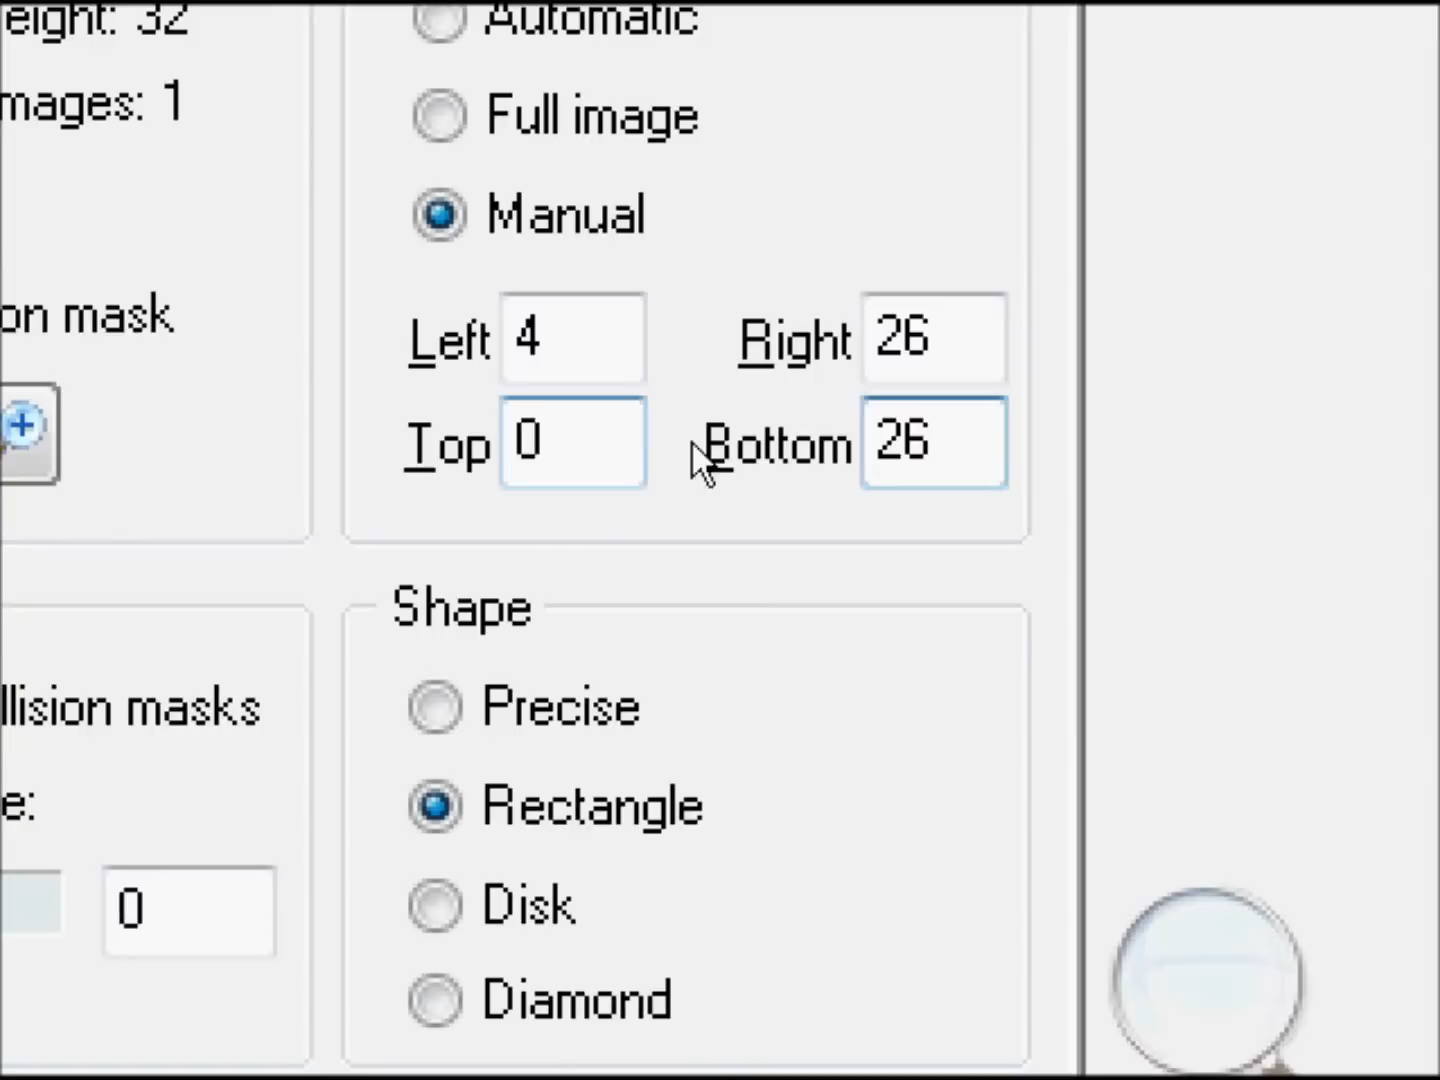 eight: 32
Automatic
mages: 1
Full image
Manual
on mask
Left 4 Right 26
Top 0 Bottom 26
Shape
llision masks
Precise
e:
Rectangle
0
Disk
Diamond